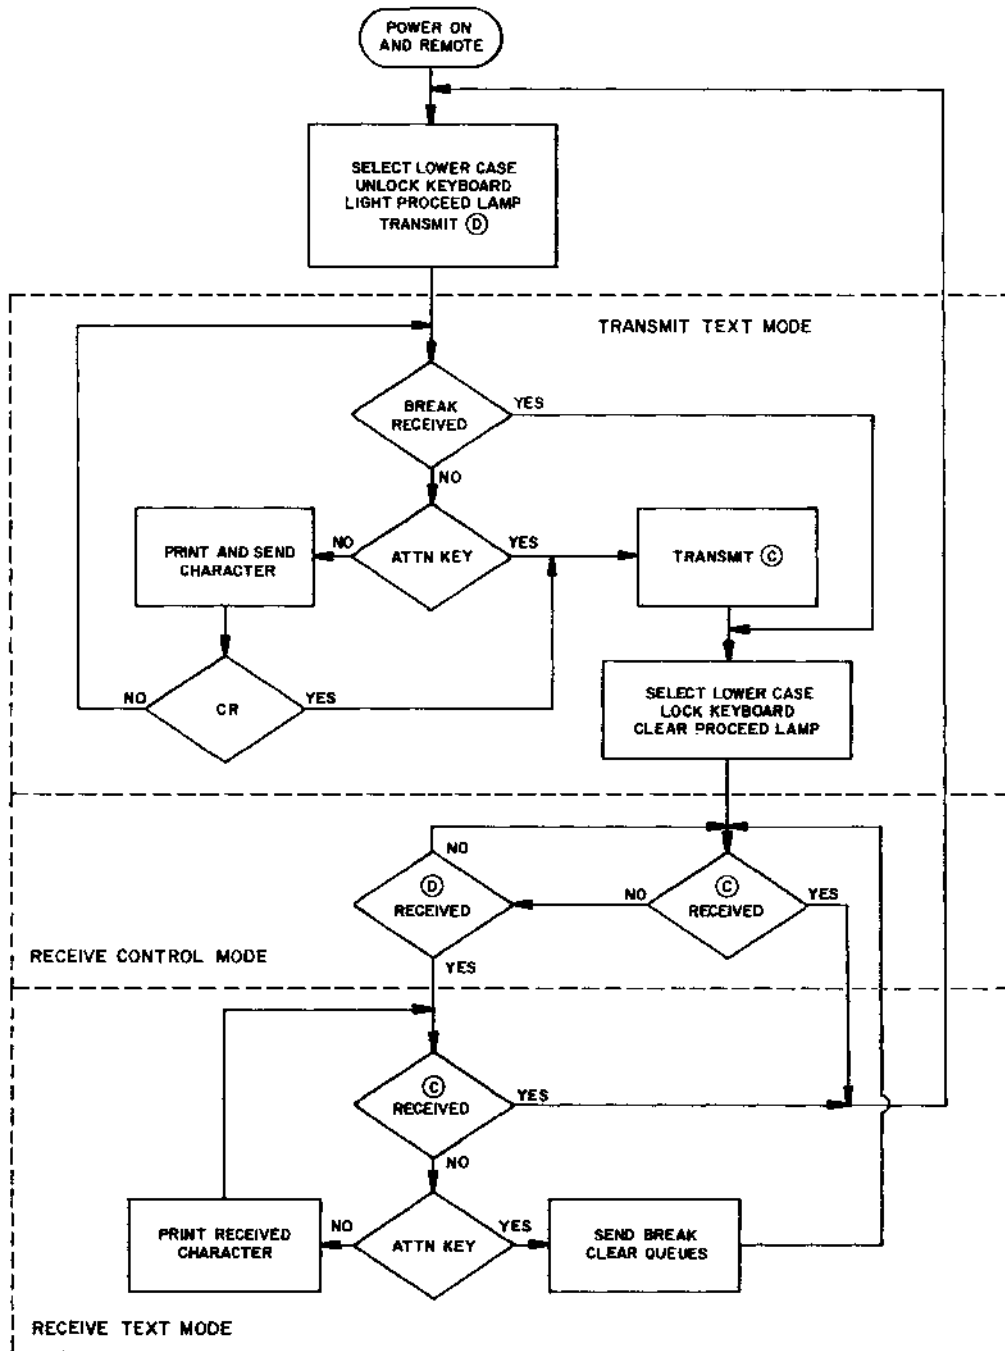 POWER ON
AND REMOTE
SELECT LOWER CASE
UNLOCK KEYBOARD
LIGHT PROCEED LAMP
TRANSMIT Ⓓ
TRANSMIT TEXT MODE
BREAK
RECEIVED
YES
NO
ATTN KEY
NO
YES
PRINT AND SEND
CHARACTER
TRANSMIT Ⓒ
CR
NO
YES
SELECT LOWER CASE
LOCK KEYBOARD
CLEAR PROCEED LAMP
NO
Ⓓ
RECEIVED
NO
Ⓒ
RECEIVED
YES
RECEIVE CONTROL MODE
YES
Ⓒ
RECEIVED
YES
NO
PRINT RECEIVED
CHARACTER
NO
ATTN KEY
YES
SEND BREAK
CLEAR QUEUES
RECEIVE TEXT MODE